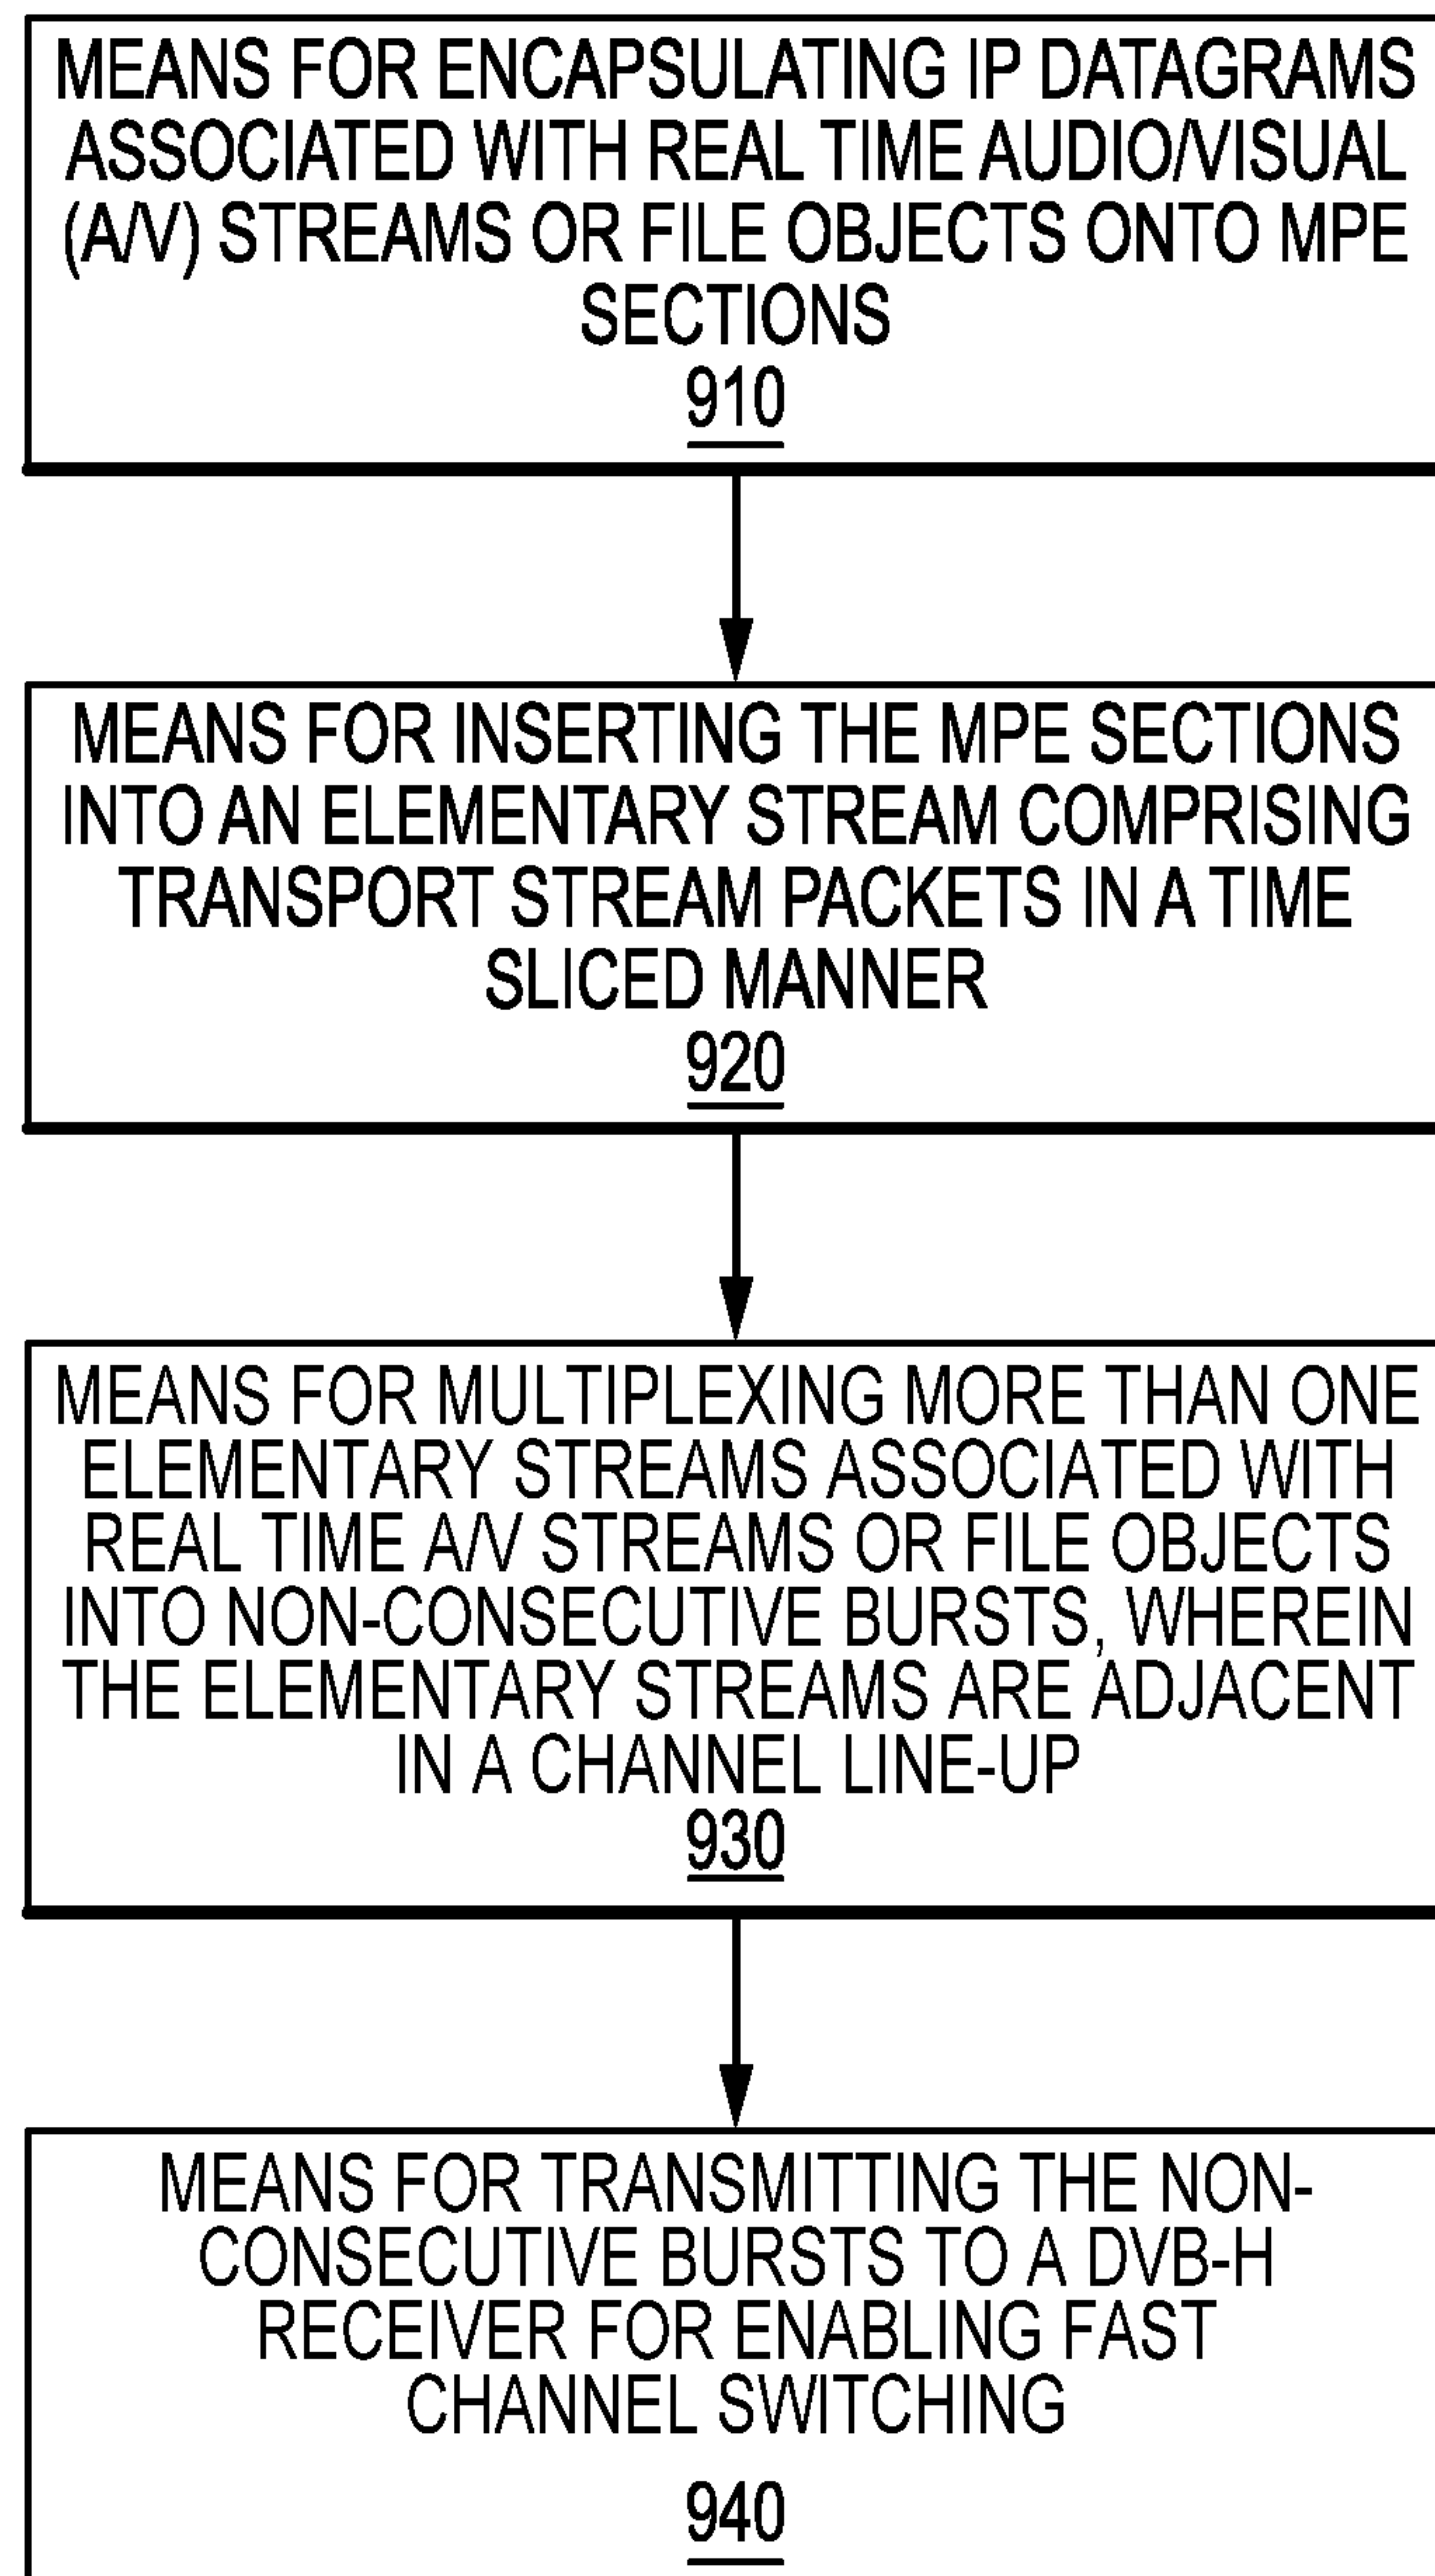 MEANS FOR ENCAPSULATING IP DATAGRAMS
ASSOCIATED WITH REAL TIME AUDIO/VISUAL
(A/V) STREAMS OR FILE OBJECTS ONTO MPE
SECTIONS
910
MEANS FOR INSERTING THE MPE SECTIONS
INTO AN ELEMENTARY STREAM COMPRISING
TRANSPORT STREAM PACKETS IN A TIME
SLICED MANNER
920
MEANS FOR MULTIPLEXING MORE THAN ONE
ELEMENTARY STREAMS ASSOCIATED WITH
REAL TIME A/V STREAMS OR FILE OBJECTS
INTO NON-CONSECUTIVE BURSTS, WHEREIN
THE ELEMENTARY STREAMS ARE ADJACENT
IN A CHANNEL LINE-UP
930
MEANS FOR TRANSMITTING THE NON-
CONSECUTIVE BURSTS TO A DVB-H
RECEIVER FOR ENABLING FAST
CHANNEL SWITCHING
940